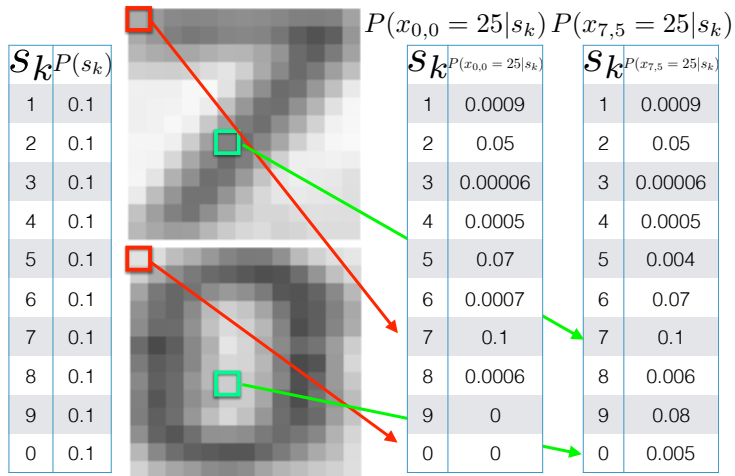 P(x_{0,0} = 25|s_k) P(x_{7,5} = 25|s_k)
s_k P(s_k) s_k P(x_{0,0} = 25|s_k) s_k P(x_{7,5} = 25|s_k)
1 0.1 1 0.0009 1 0.0009
2 0.1 2 0.05 2 0.05
3 0.1 3 0.00006 3 0.00006
4 0.1 4 0.0005 4 0.0005
5 0.1 5 0.07 5 0.004
6 0.1 6 0.0007 6 0.07
7 0.1 7 0.1 7 0.1
8 0.1 8 0.0006 8 0.006
9 0.1 9 0 9 0.08
0 0.1 0 0 0 0.005